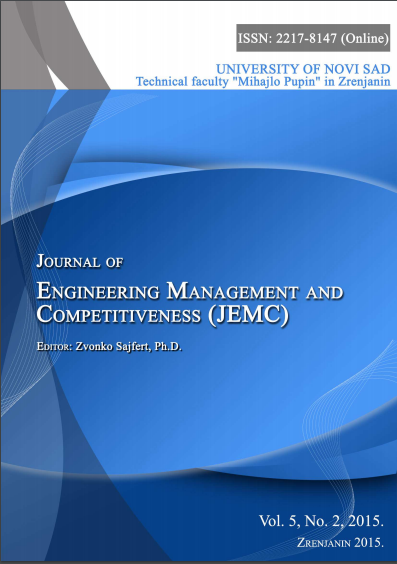 ISSN: 2217-8147 (Online)
UNIVERSITY OF NOVI SAD
Technical faculty "Mihajlo Pupin" in Zrenjanin
Journal of
Engineering Management and
Competitiveness (JEMC)
Editor: Zvonko Sajfert, Ph.D.
Vol. 5, No. 2, 2015.
Zrenjanin 2015.